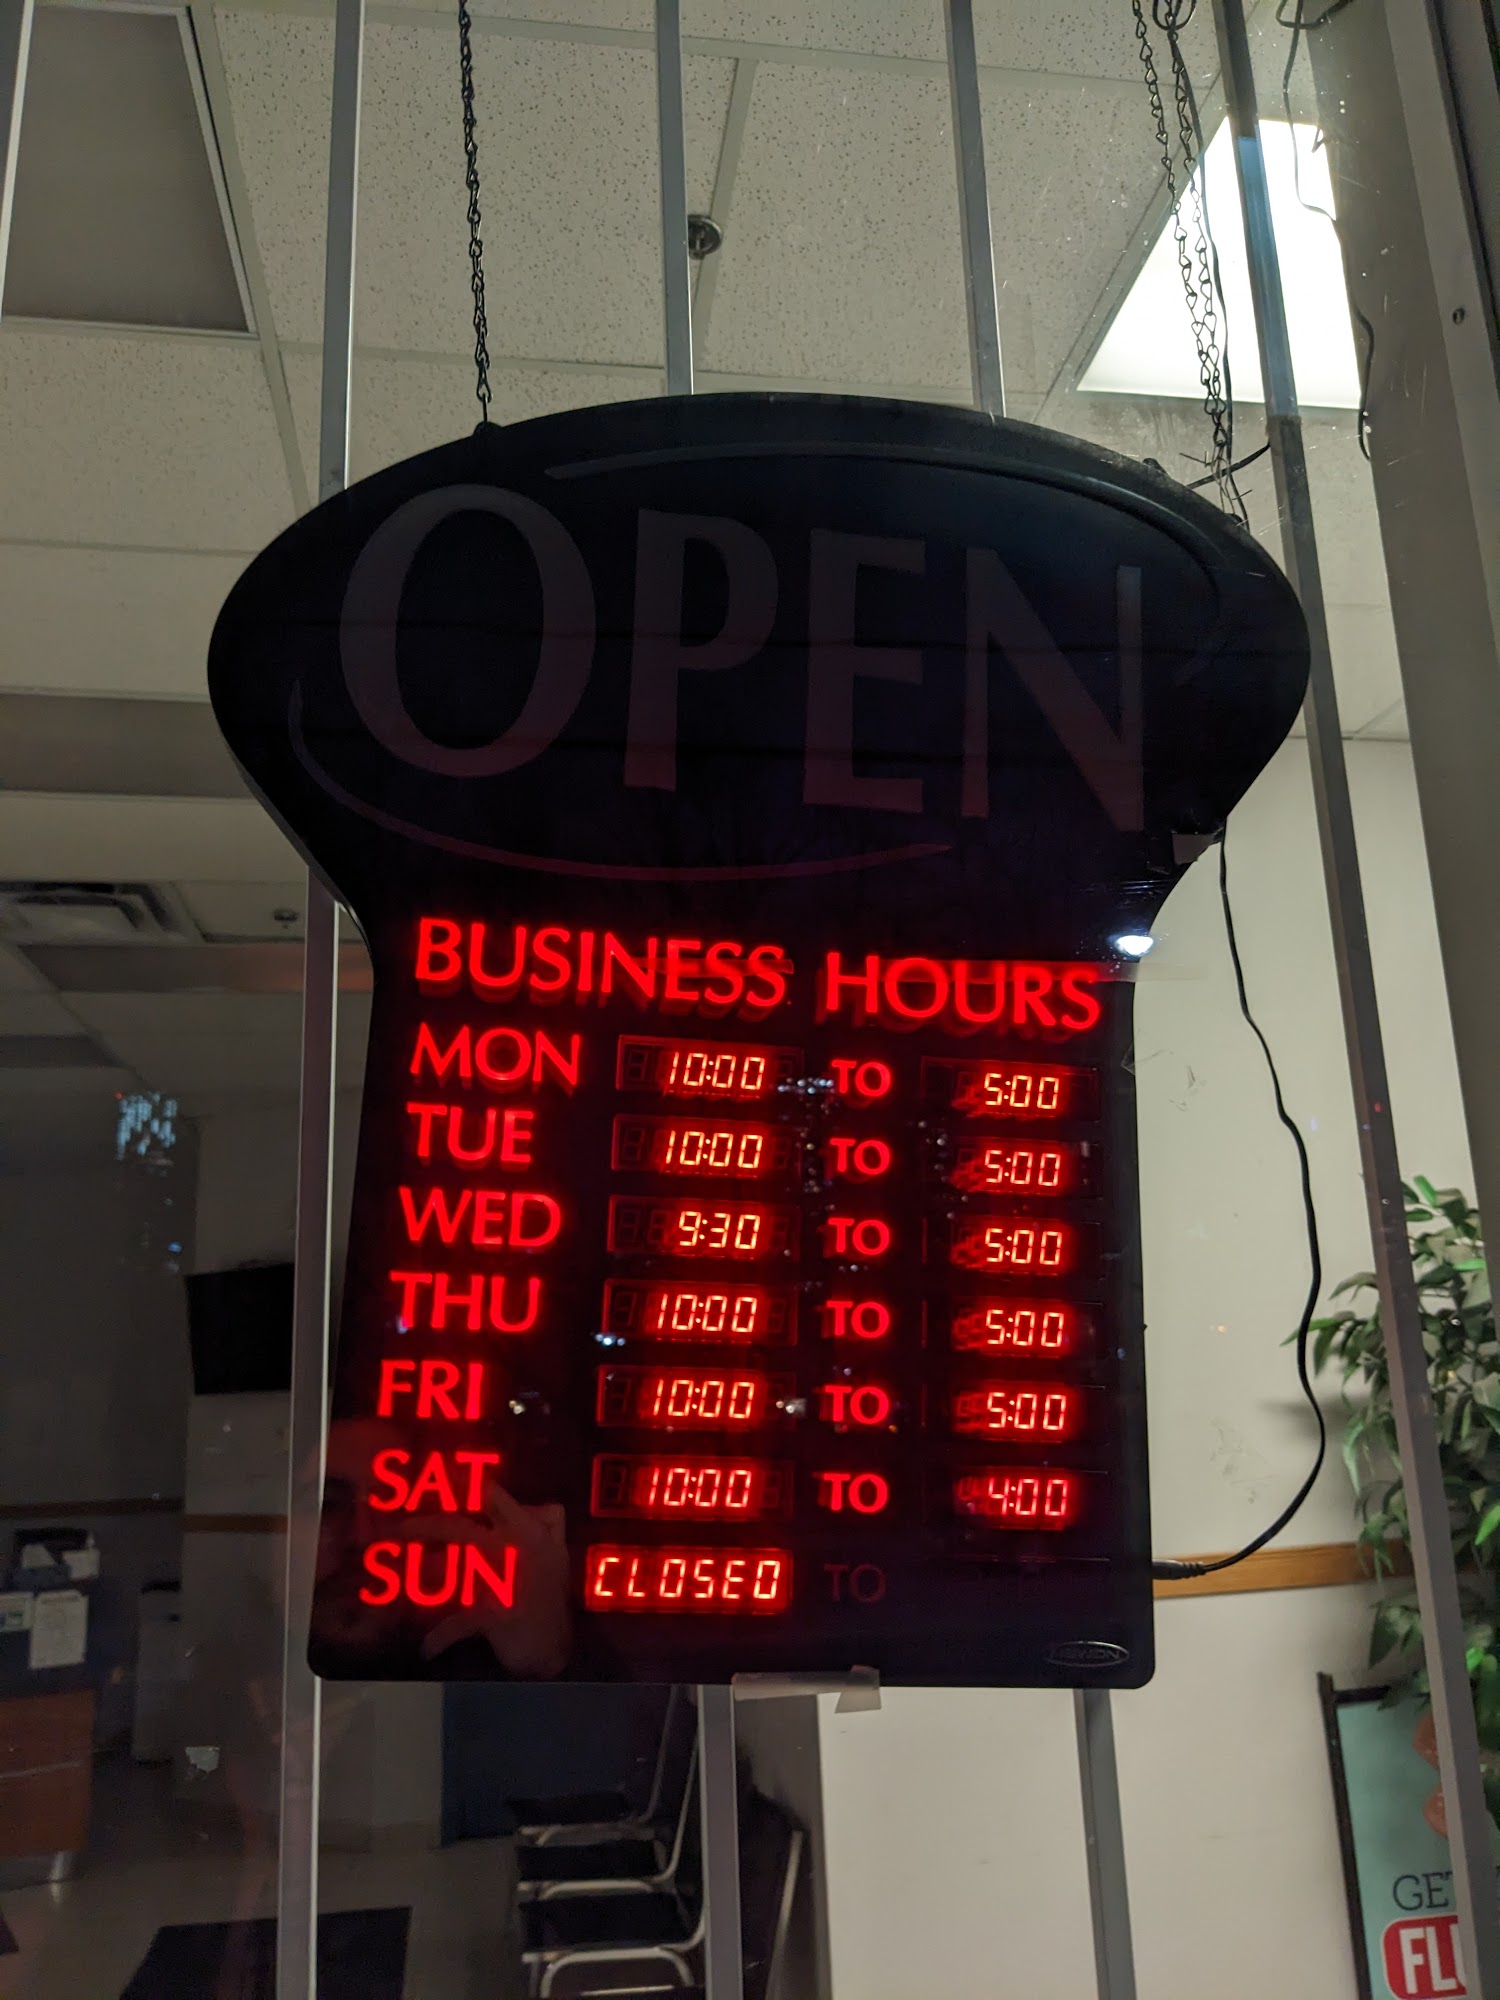 OPEN
BUSINESS HOURS
MON 10:00 TO 5:00
TUE 10:00 TO 5:00
WED 9:30 TO 5:00
THU 10:00 TO 5:00
FRI 10:00 TO 5:00
SAT 10:00 TO 4:00
SUN CLOSED TO
NEWON
GET